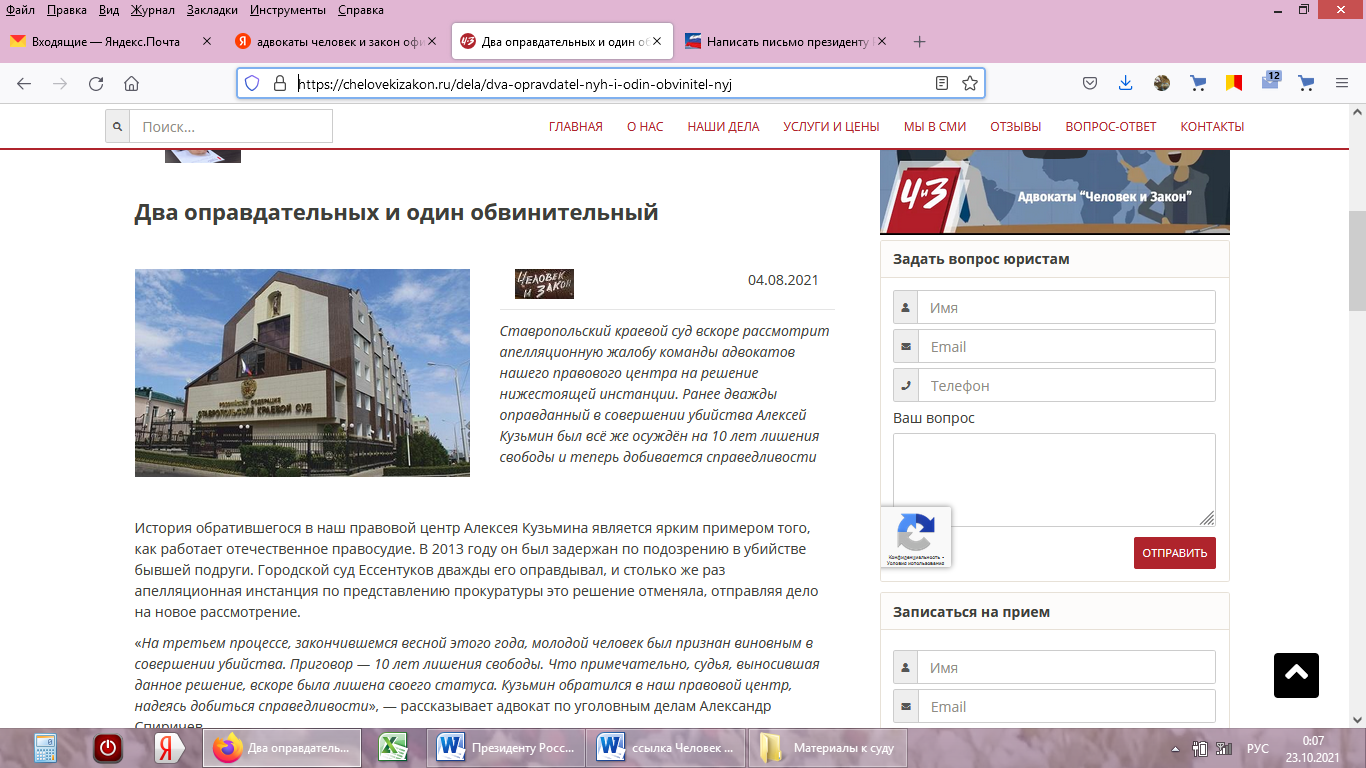 Файл Правка Вид Журнал Закладки Инструменты Справка
Входящие — Яндекс.Почта
адвокаты человек и закон офи
Два оправдательных и один об
Написать письмо президенту
https://chelovekizakon.ru/dela/dva-opravdatel-nyh-i-odin-obvinitel-nyj
12
Поиск...
ГЛАВНАЯ О НАС НАШИ ДЕЛА УСЛУГИ И ЦЕНЫ МЫ В СМИ ОТЗЫВЫ ВОПРОС-ОТВЕТ КОНТАКТЫ
Два оправдательных и один обвинительный
РОССИЙСКАЯ ФЕДЕРАЦИЯ
СТАВРОПОЛЬСКИЙ КРАЕВОЙ СУД
ЧЕЛОВЕК
И ЗАКОН
04.08.2021
Ставропольский краевой суд вскоре рассмотрит
апелляционную жалобу команды адвокатов
нашего правового центра на решение
нижестоящей инстанции. Ранее дважды
оправданный в совершении убийства Алексей
Кузьмин был всё же осуждён на 10 лет лишения
свободы и теперь добивается справедливости
История обратившегося в наш правовой центр Алексея Кузьмина является ярким примером того,
как работает отечественное правосудие. В 2013 году он был задержан по подозрению в убийстве
бывшей подруги. Городской суд Ессентуков дважды его оправдывал, и столько же раз
апелляционная инстанция по представлению прокуратуры это решение отменяла, отправляя дело
на новое рассмотрение.
«На третьем процессе, закончившемся весной этого года, молодой человек был признан виновным в
совершении убийства. Приговор — 10 лет лишения свободы. Что примечательно, судья, выносившая
данное решение, вскоре была лишена своего статуса. Кузьмин обратился в наш правовой центр,
надеясь добиться справедливости», — рассказывает адвокат по уголовным делам Александр
Спиричев
ЧиЗ
Адвокаты “Человек и Закон”
Задать вопрос юристам
Имя
Email
Телефон
Ваш вопрос
Конфиденциальность -
Условия использования
ОТПРАВИТЬ
Записаться на прием
Имя
Email
Два оправдатель...
Президенту Росс...
ссылка Человек ...
Материалы к суду
РУС
0:07
23.10.2021